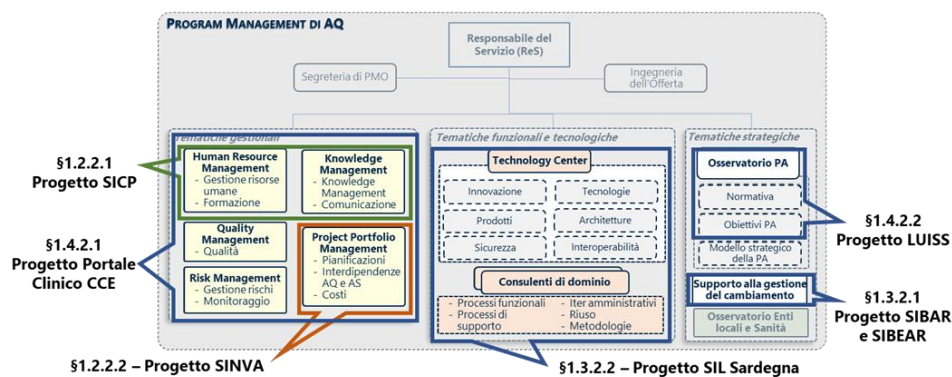 PROGRAM MANAGEMENT DI AQ
Responsabile del
Servizio (ReS)
Segreteria di PMO
Ingegneria
dell'Offerta
Tematiche gestionali
Human Resource
Management
- Gestione risorse
umane
- Formazione
Knowledge
Management
- Knowledge
Management
- Comunicazione
Quality
Management
- Qualità
Project Portfolio
Management
- Pianificazioni
- Interdipendenze
AQ e AS
- Costi
Risk Management
- Gestione rischi
- Monitoraggio
Tematiche funzionali e tecnologiche
Technology Center
Innovazione
Tecnologie
Prodotti
Architetture
Sicurezza
Interoperabilità
Consulenti di dominio
- Processi funzionali
- Processi di
supporto
- Iter amministrativi
- Riuso
- Metodologie
Tematiche strategiche
Osservatorio PA
Normativa
Obiettivi PA
Modello strategico
della PA
Supporto alla gestione
del cambiamento
Osservatorio Enti
locali e Sanità
§1.2.2.1
Progetto SICP
§1.4.2.1
Progetto Portale
Clinico CCE
§1.2.2.2 – Progetto SINVA
§1.3.2.2 – Progetto SIL Sardegna
§1.4.2.2
Progetto LUISS
§1.3.2.1
Progetto SIBAR
e SIBEAR